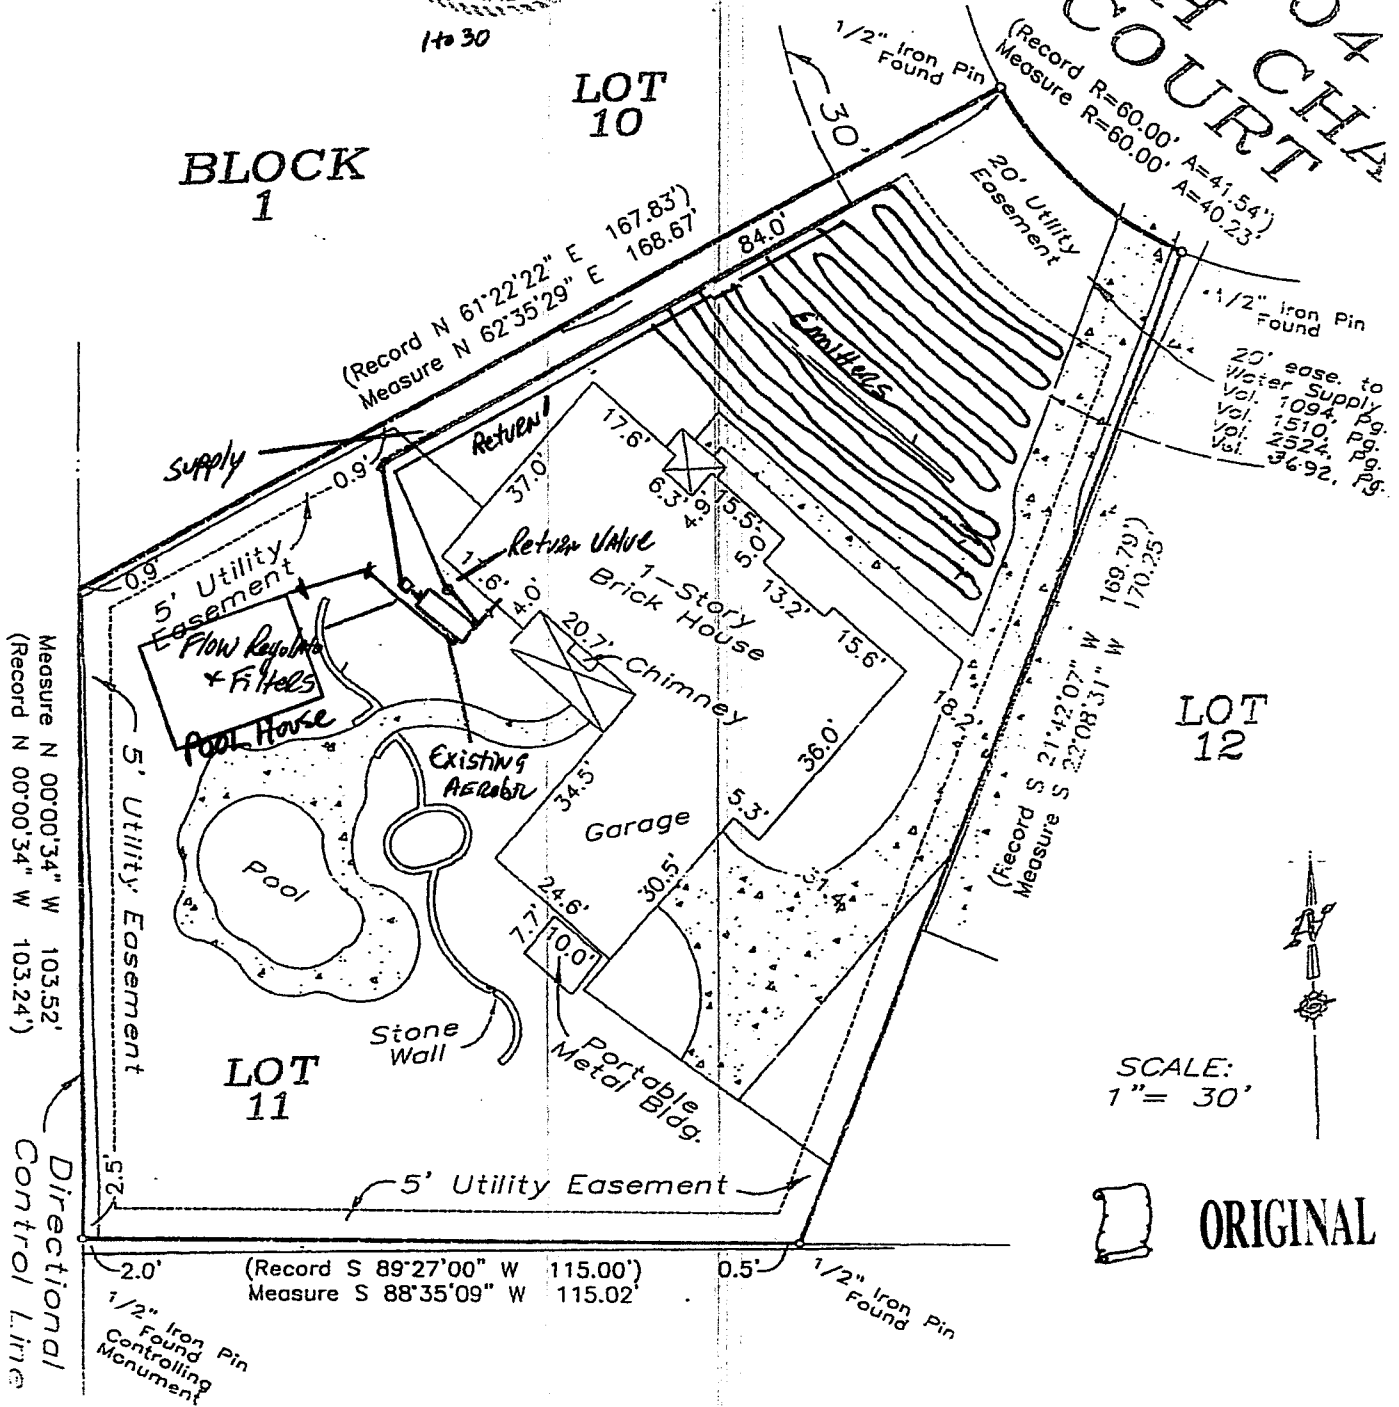 1 to 30
LOT
10
BLOCK
1
1/2" Iron Pin
Found
(Record R=60.00' A=41.54')
Measure R=60.00' A=40.23'
COURT
30'
20' Utility
Easement
(Record N 61°22'22" E 167.83')
Measure N 62°35'29" E 168.67'
84.0'
Emitters
1/2" Iron Pin
Found
20' ease. to
Water Supply
Vol. 1094, Pg.
Vol. 1510, Pg.
Vol. 2524, Pg.
Vol. 3692, Pg.
Supply
Return
0.9'
37.0'
17.6'
6.3'
4.9'
15.5'
5.0'
13.2'
15.6'
Return Valve
4.0'
1-Story
Brick House
20.7'
Chimney
0.9'
5' Utility
Easement
Flow Regulato
+ Filters
Pool House
Existing
Aerobic
34.5'
Garage
36.0'
5.3'
18.2'
30.5'
24.6'
7.7'
10.0'
(Record S 21°42'07" W 169.79')
Measure S 22°08'31" W 170.25'
LOT
12
Measure N 00°00'34" W 103.52'
(Record N 00°00'34" W 103.24')
5' Utility Easement
Pool
Stone
Wall
Portable
Metal Bldg.
LOT
11
SCALE:
1"= 30'
2.5'
5' Utility Easement
ORIGINAL
Directional
Control Line
2.0'
(Record S 89°27'00" W 115.00')
Measure S 88°35'09" W 115.02'
0.5'
1/2" Iron Pin
Found
1/2" Iron Pin
Found
Controlling
Monument